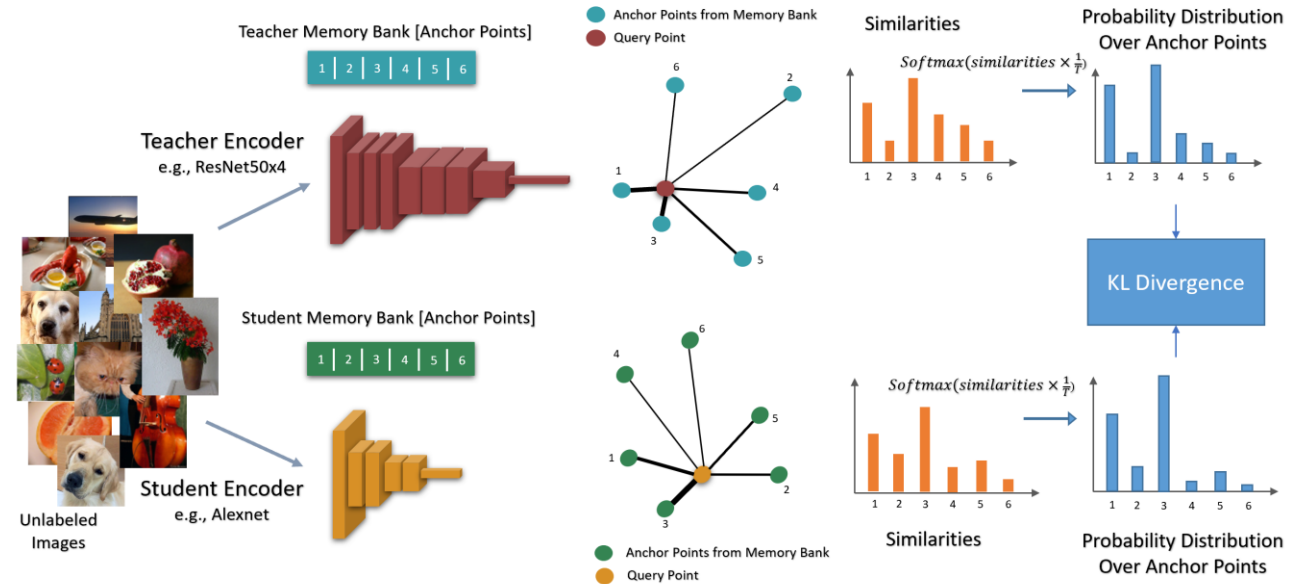 Teacher Memory Bank [Anchor Points]
1 2 3 4 5 6
Teacher Encoder
e.g., ResNet50x4
Anchor Points from Memory Bank
Query Point
6
2
1
4
3
5
Similarities
Softmax(similarities × 1/T)
1 2 3 4 5 6
Probability Distribution
Over Anchor Points
1 2 3 4 5 6
KL Divergence
Student Memory Bank [Anchor Points]
1 2 3 4 5 6
Student Encoder
e.g., Alexnet
Unlabeled
Images
6
4
5
1
2
3
Anchor Points from Memory Bank
Query Point
Softmax(similarities × 1/T)
1 2 3 4 5 6
Similarities
1 2 3 4 5 6
Probability Distribution
Over Anchor Points